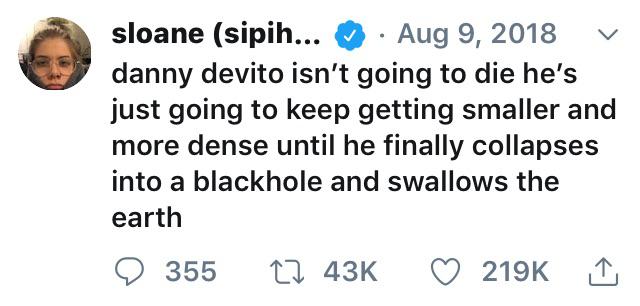 sloane (sipih... · Aug 9, 2018
danny devito isn’t going to die he’s
just going to keep getting smaller and
more dense until he finally collapses
into a blackhole and swallows the
earth
355 43K 219K